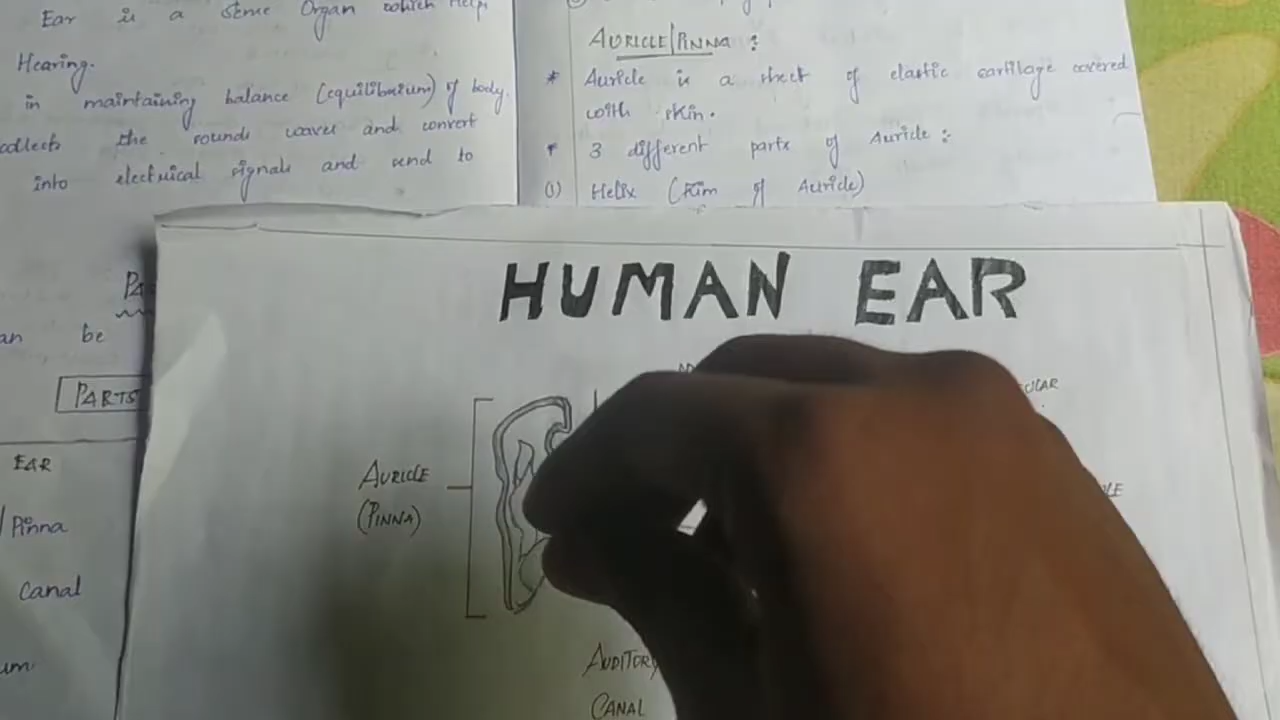 Ear is a sense Organ which Helps
Hearing.
in maintaining balance (equilibrium) of body.
collects the sounds waves and convert
into electrical signals and send to
be
PARTS
EAR
/ Pinna
Canal
AURICLE/PINNA :
* Auricle is a sheet of elastic cartilage covered
with skin.
* 3 different parts of Auricle :
(1) Helix (Rim of Auricle)
HUMAN EAR
AURICLE
(PINNA)
AUDITORY
CANAL